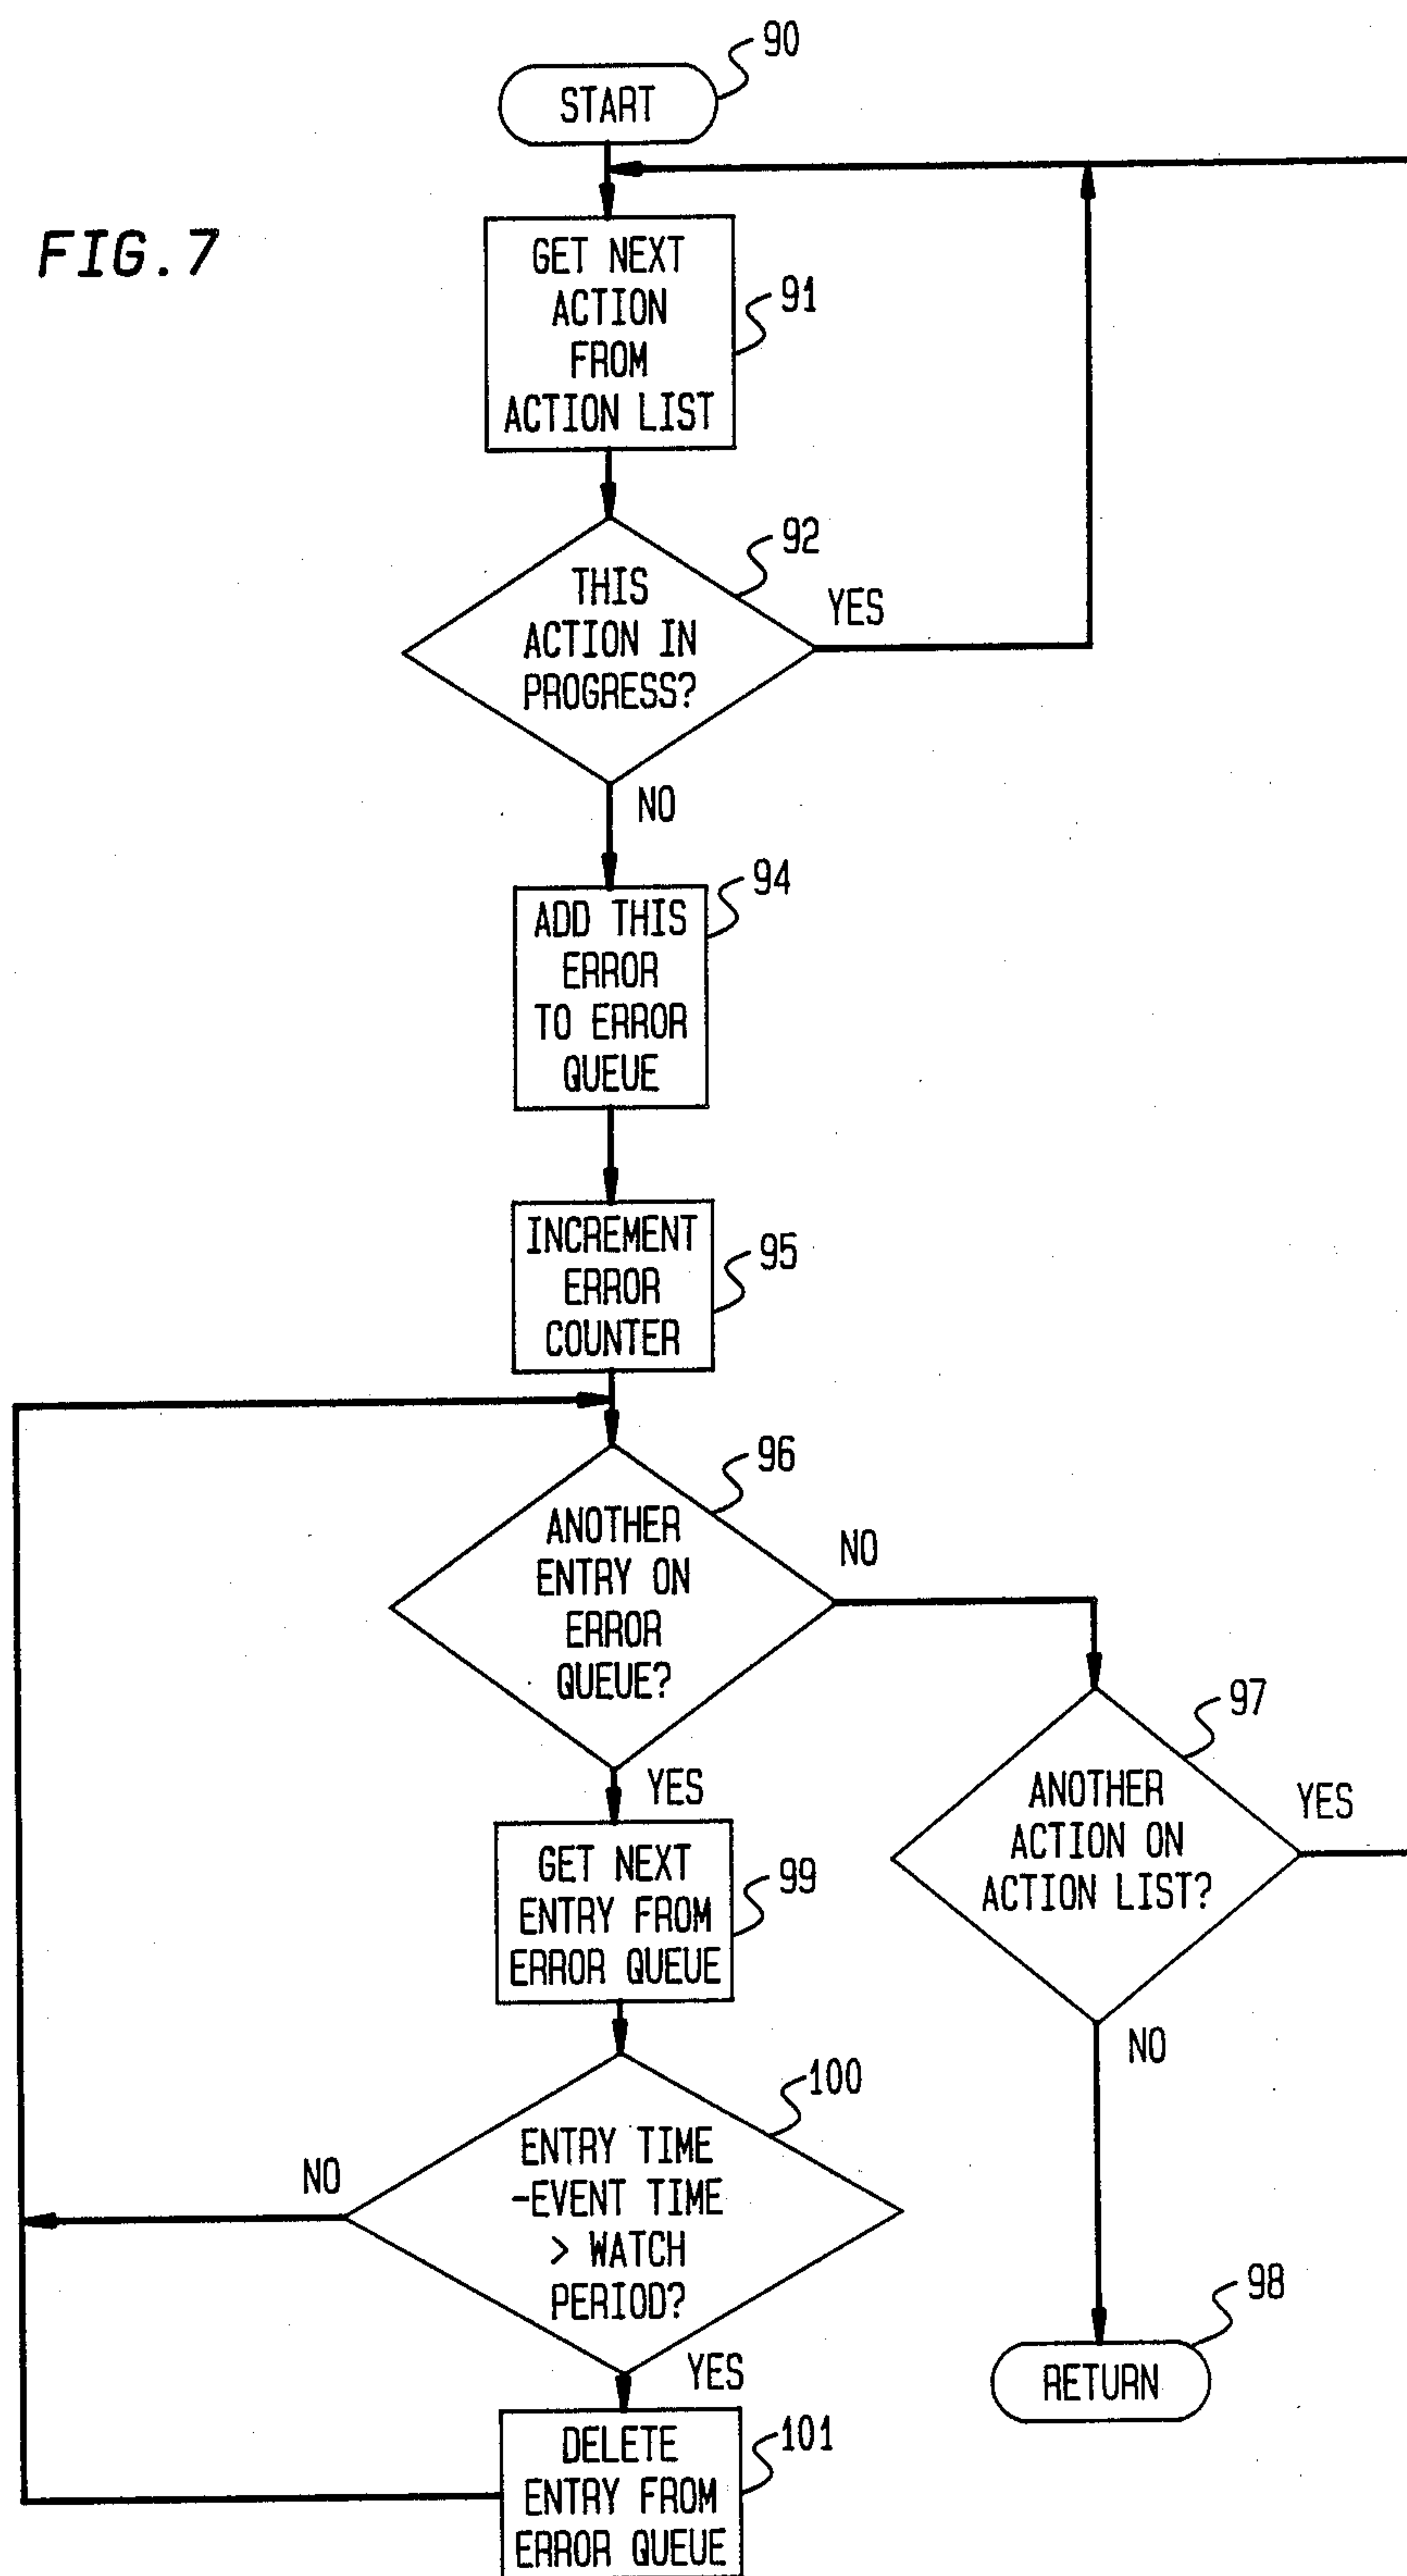 90
START
FIG. 7
GET NEXT
ACTION
FROM
ACTION LIST
91
THIS
ACTION IN
PROGRESS?
92
YES
NO
ADD THIS
ERROR
TO ERROR
QUEUE
94
INCREMENT
ERROR
COUNTER
95
ANOTHER
ENTRY ON
ERROR
QUEUE?
96
NO
YES
ANOTHER
ACTION ON
ACTION LIST?
97
YES
NO
GET NEXT
ENTRY FROM
ERROR QUEUE
99
ENTRY TIME
-EVENT TIME
> WATCH
PERIOD?
100
NO
YES
RETURN
98
DELETE
ENTRY FROM
ERROR QUEUE
101